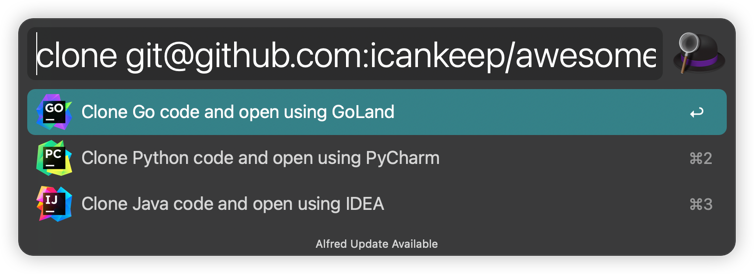 clone git@github.com:icankeep/awesome
GO
Clone Go code and open using GoLand
↩
PC
Clone Python code and open using PyCharm
⌘2
IJ
Clone Java code and open using IDEA
⌘3
Alfred Update Available